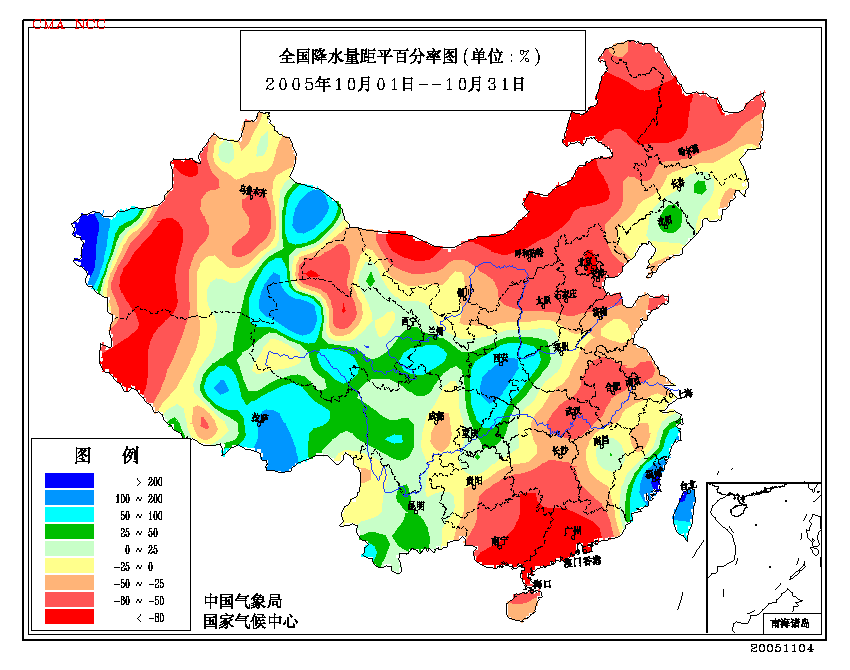 CMA NCC
全国降水量距平百分率图(单位:%)
2005年10月01日--10月31日
哈尔滨
长春
沈阳
乌鲁木齐
呼和浩特
北京
天津
银川
太原
石家庄
济南
西宁
兰州
郑州
西安
合肥
南京
上海
拉萨
成都
武汉
重庆
长沙
南昌
贵阳
福州
台北
昆明
南宁
广州
澳门香港
海口
图 例
> 200
100 ~ 200
50 ~ 100
25 ~ 50
0 ~ 25
-25 ~ 0
-50 ~ -25
-80 ~ -50
< -80
中国气象局
国家气候中心
南海诸岛
20051104